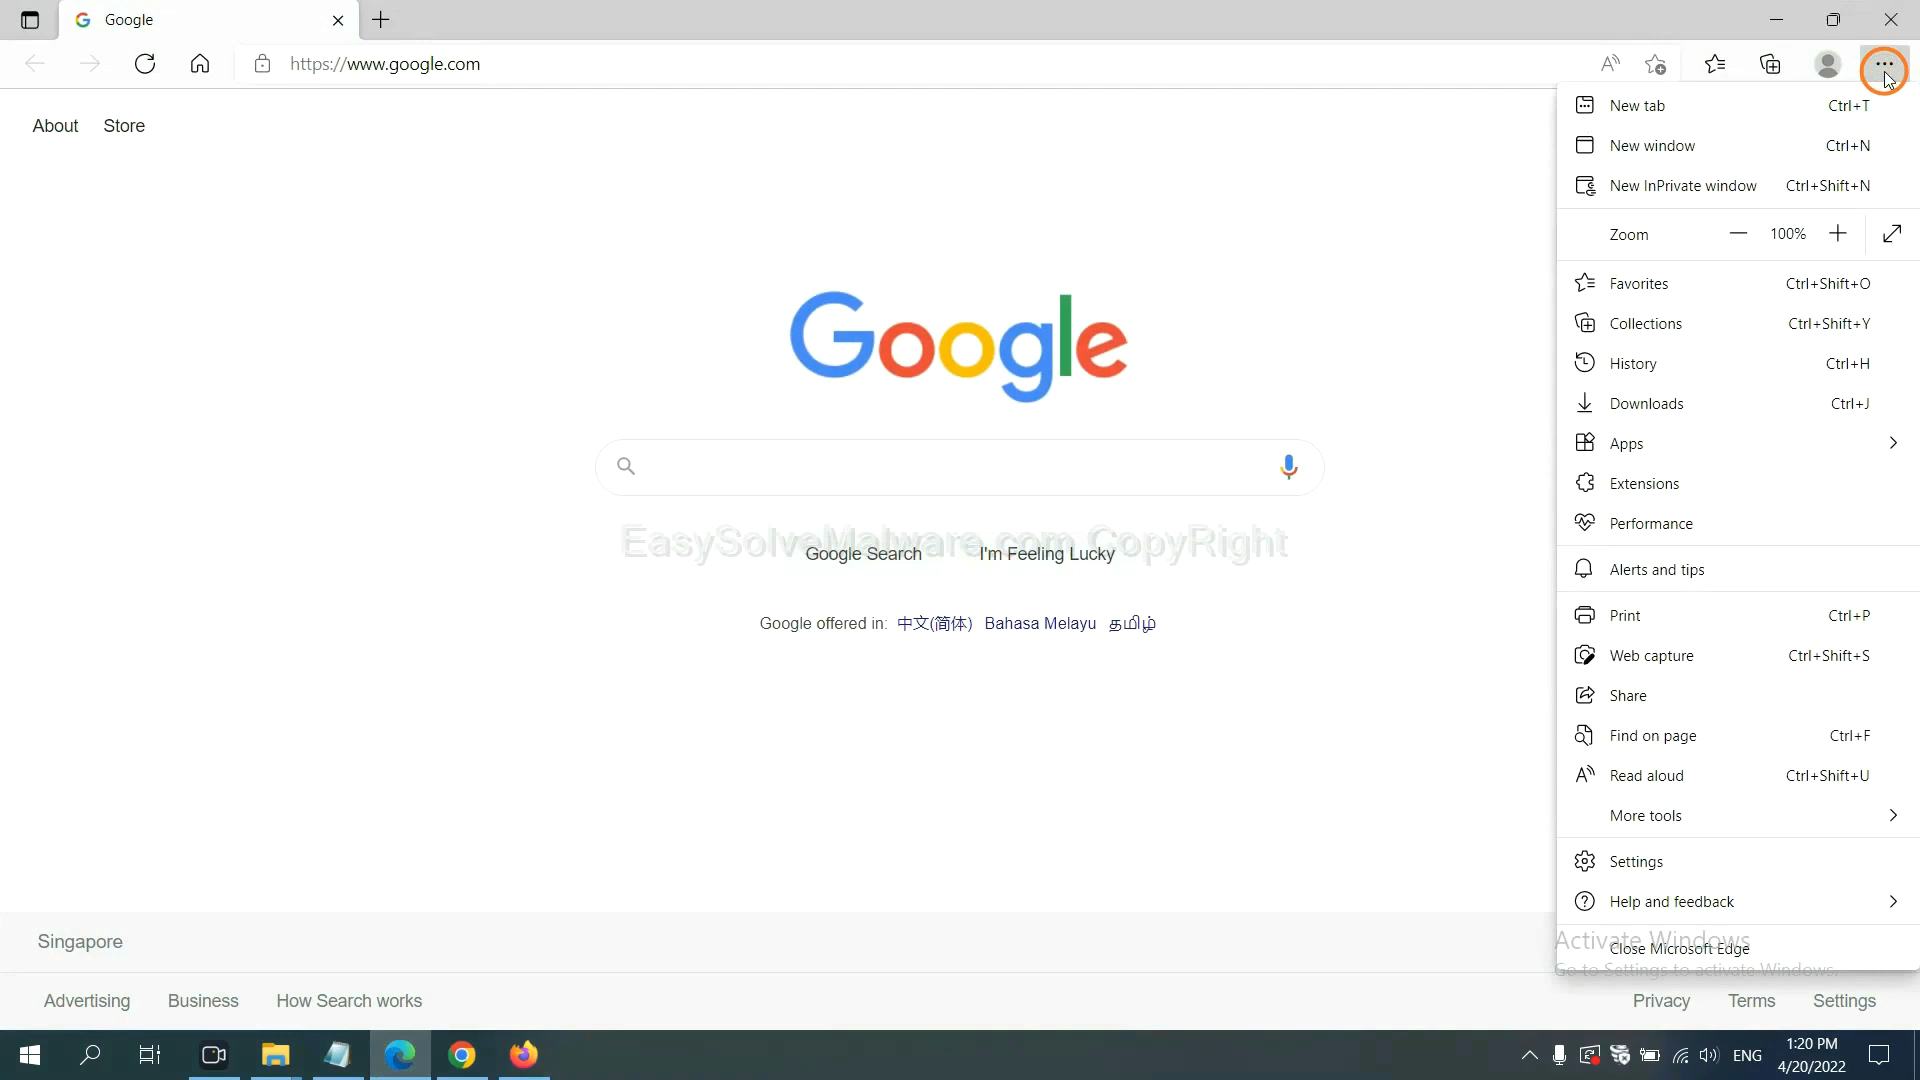 Google
https://www.google.com
About Store
New tab Ctrl+T
New window Ctrl+N
New InPrivate window Ctrl+Shift+N
Zoom 100%
Favorites Ctrl+Shift+O
Collections Ctrl+Shift+Y
History Ctrl+H
Downloads Ctrl+J
Apps
Extensions
Performance
Alerts and tips
Print Ctrl+P
Web capture Ctrl+Shift+S
Share
Find on page Ctrl+F
Read aloud Ctrl+Shift+U
More tools
Settings
Help and feedback
Close Microsoft Edge
Activate Windows
Go to Settings to activate Windows.
Google
EasySolveMalware.com CopyRight
Google Search I'm Feeling Lucky
Google offered in: 中文(简体) Bahasa Melayu தமிழ்
Singapore
Advertising Business How Search works Privacy Terms Settings
ENG
1:20 PM
4/20/2022